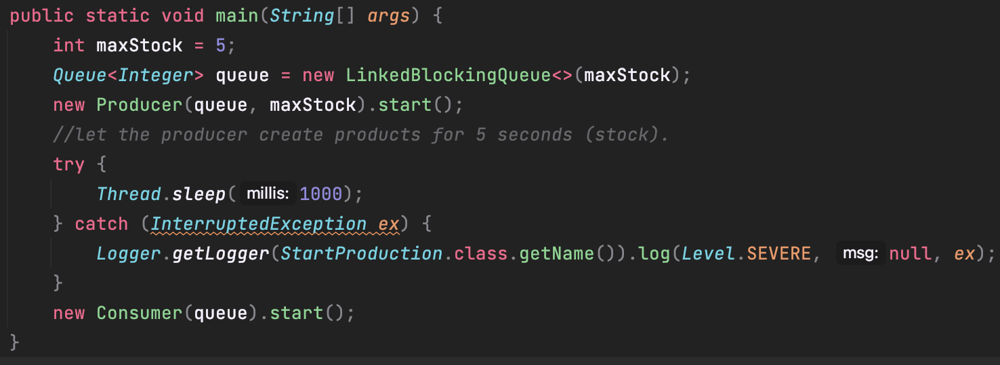 public static void main(String[] args) {
    int maxStock = 5;
    Queue<Integer> queue = new LinkedBlockingQueue<>(maxStock);
    new Producer(queue, maxStock).start();
    //let the producer create products for 5 seconds (stock).
    try {
        Thread.sleep( millis: 1000);
    } catch (InterruptedException ex) {
        Logger.getLogger(StartProduction.class.getName()).log(Level.SEVERE, msg: null, ex);
    }
    new Consumer(queue).start();
}